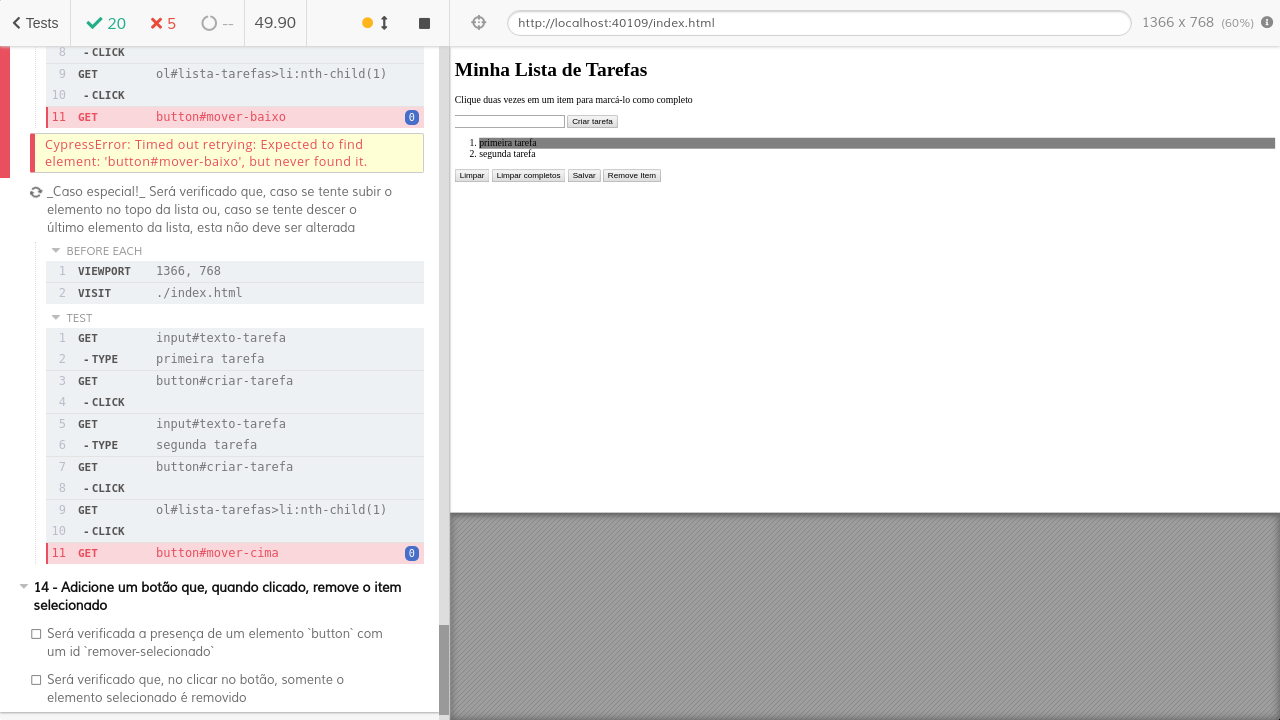 Tests
20
5
--
49.90
http://localhost:40109/index.html
1366 x 768 (60%)
8 - CLICK
9 GET ol#lista-tarefas>li:nth-child(1)
10 - CLICK
11 GET button#mover-baixo 0
CypressError: Timed out retrying: Expected to find
element: 'button#mover-baixo', but never found it.
_Caso especial!_ Será verificado que, caso se tente subir o
elemento no topo da lista ou, caso se tente descer o
último elemento da lista, esta não deve ser alterada
BEFORE EACH
1 VIEWPORT 1366, 768
2 VISIT ./index.html
TEST
1 GET input#texto-tarefa
2 - TYPE primeira tarefa
3 GET button#criar-tarefa
4 - CLICK
5 GET input#texto-tarefa
6 - TYPE segunda tarefa
7 GET button#criar-tarefa
8 - CLICK
9 GET ol#lista-tarefas>li:nth-child(1)
10 - CLICK
11 GET button#mover-cima 0
14 - Adicione um botão que, quando clicado, remove o item
selecionado
Será verificada a presença de um elemento `button` com
um id `remover-selecionado`
Será verificado que, no clicar no botão, somente o
elemento selecionado é removido
Minha Lista de Tarefas
Clique duas vezes em um item para marcá-lo como completo
Criar tarefa
1. primeira tarefa
2. segunda tarefa
Limpar Limpar completos Salvar Remove Item